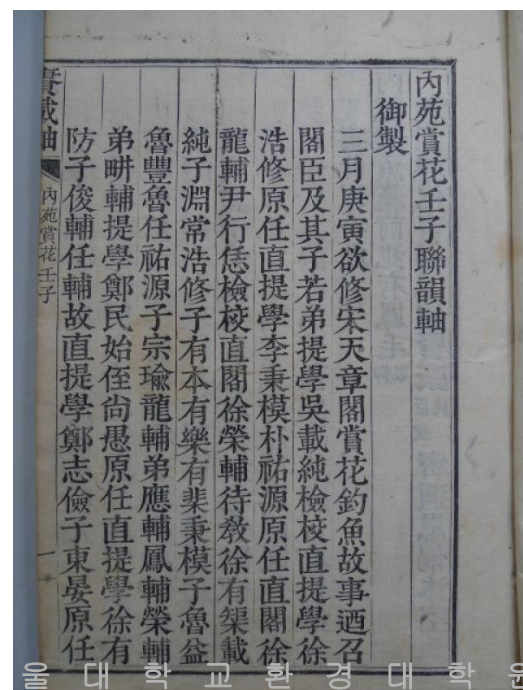 內苑賞花壬子聯韻軸
御製
三月庚寅欲修宋天章閣賞花釣魚故事迺召
閣臣及其子若弟提學吳載純檢校直提學徐
浩修原任直提學李秉模朴祐源原任直閣徐
龍輔尹行恁檢校直閣徐榮輔待敎徐有榘載
純子淵常浩修子有本有樂有棐秉模子魯益
魯豐魯任祐源子宗瑜龍輔弟應輔鳳輔榮輔
弟畊輔提學鄭民始侄尙愚原任直提學徐有
防子俊輔任輔故直提學鄭志儉子東晏原任
賡載軸
內苑賞花壬子
一
울대학교환경대학원